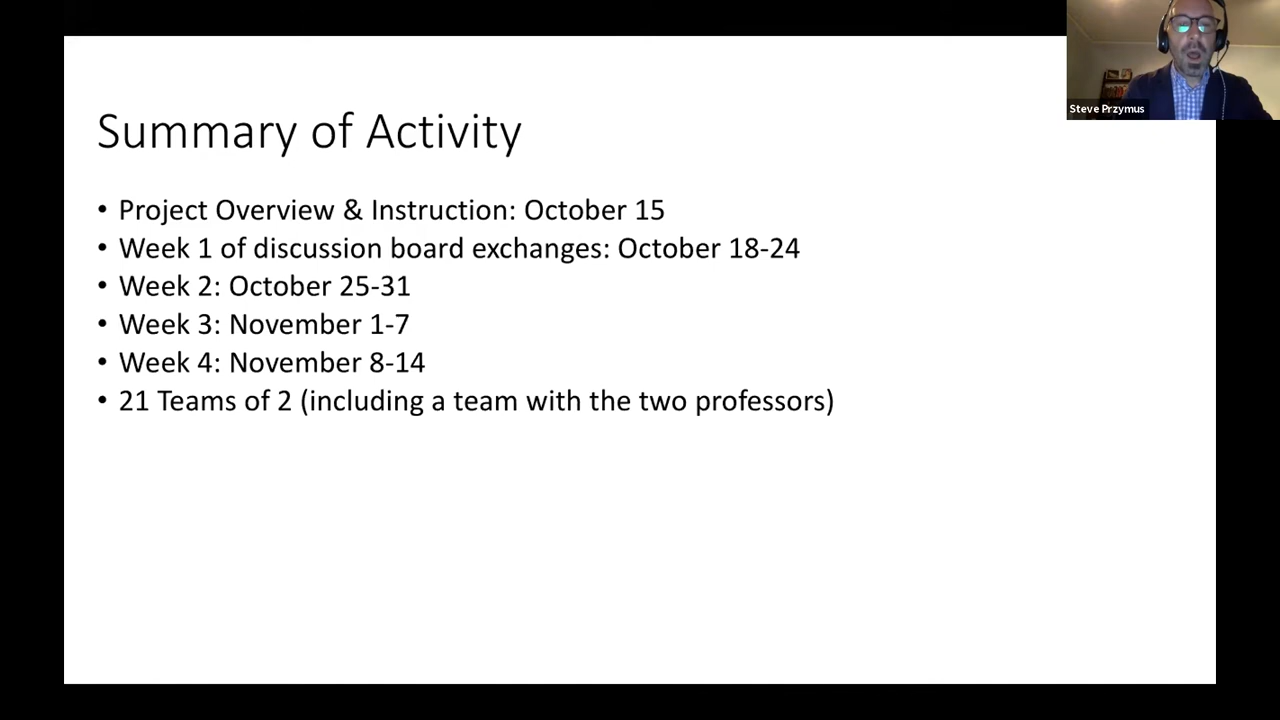 Steve Przymus
Summary of Activity
• Project Overview & Instruction: October 15
• Week 1 of discussion board exchanges: October 18-24
• Week 2: October 25-31
• Week 3: November 1-7
• Week 4: November 8-14
• 21 Teams of 2 (including a team with the two professors)